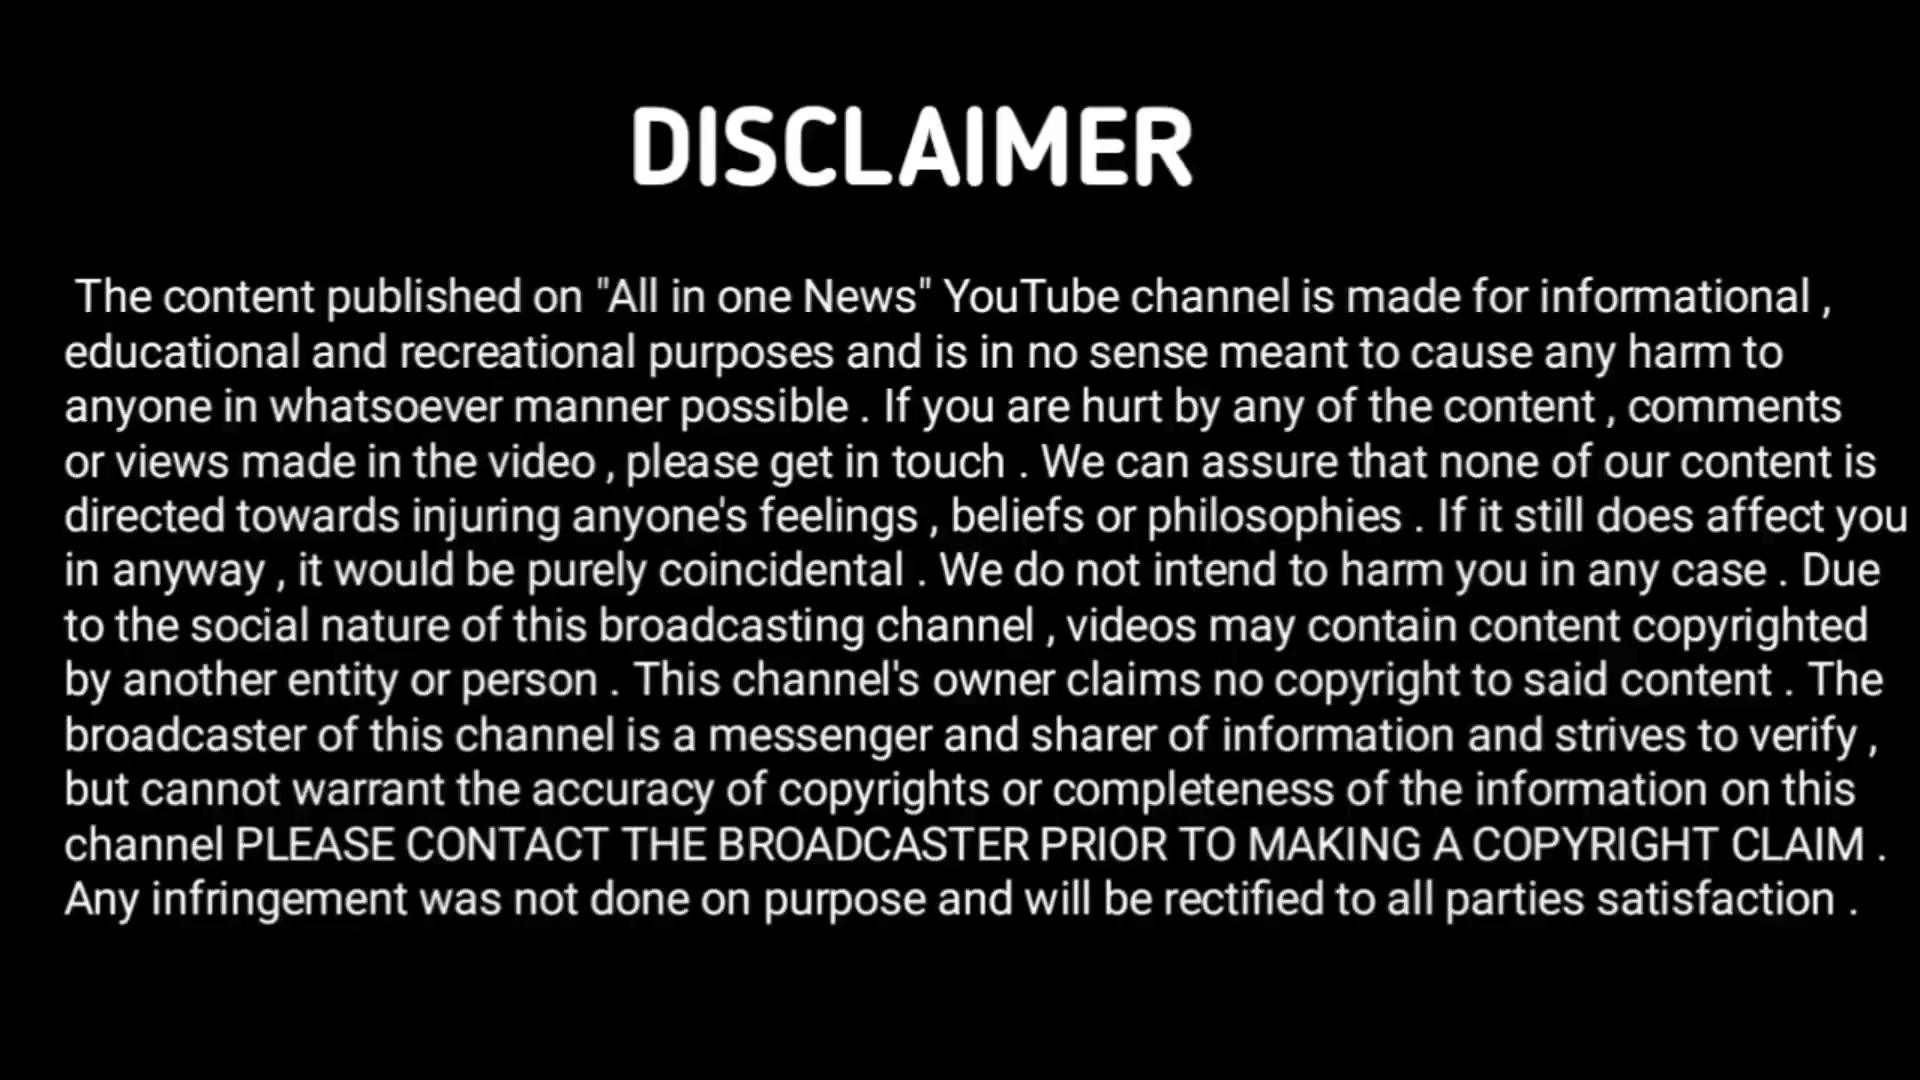 DISCLAIMER
The content published on "All in one News" YouTube channel is made for informational ,
educational and recreational purposes and is in no sense meant to cause any harm to
anyone in whatsoever manner possible . If you are hurt by any of the content , comments
or views made in the video , please get in touch . We can assure that none of our content is
directed towards injuring anyone's feelings , beliefs or philosophies . If it still does affect you
in anyway , it would be purely coincidental . We do not intend to harm you in any case . Due
to the social nature of this broadcasting channel , videos may contain content copyrighted
by another entity or person . This channel's owner claims no copyright to said content . The
broadcaster of this channel is a messenger and sharer of information and strives to verify ,
but cannot warrant the accuracy of copyrights or completeness of the information on this
channel PLEASE CONTACT THE BROADCASTER PRIOR TO MAKING A COPYRIGHT CLAIM .
Any infringement was not done on purpose and will be rectified to all parties satisfaction .